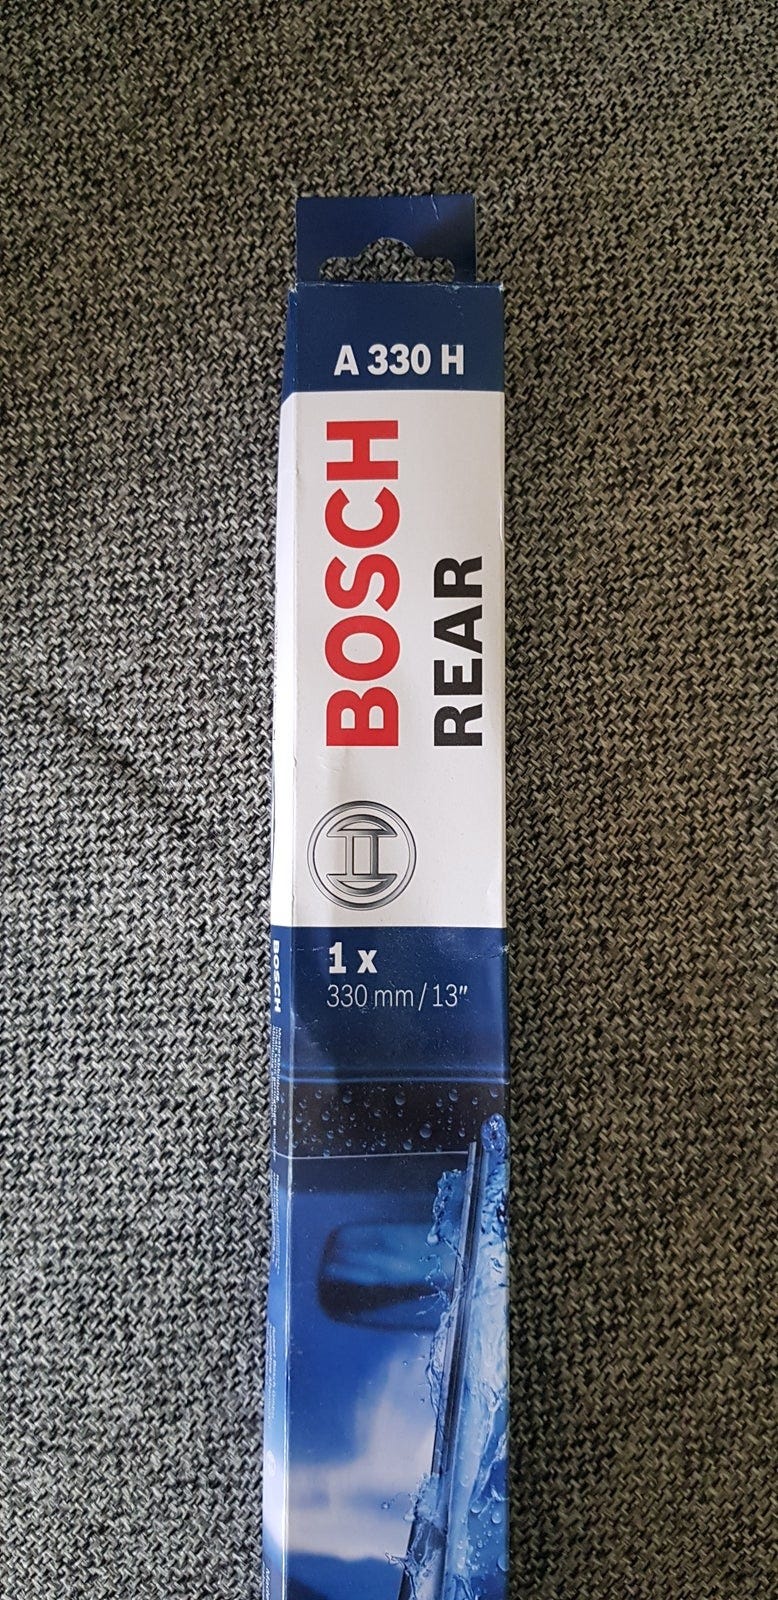 A 330 H
BOSCH
REAR
1 x
330 mm / 13"
BOSCH